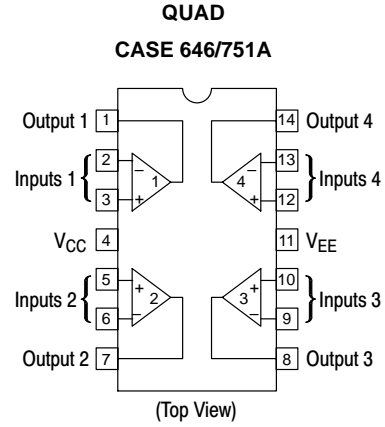 QUAD
CASE 646/751A
Output 1 1 14 Output 4
2 − − 13
Inputs 1 { 1 4 } Inputs 4
3 + + 12
VCC 4 11 VEE
5 + + 10
Inputs 2 { 2 3 } Inputs 3
6 − − 9
Output 2 7 8 Output 3
(Top View)